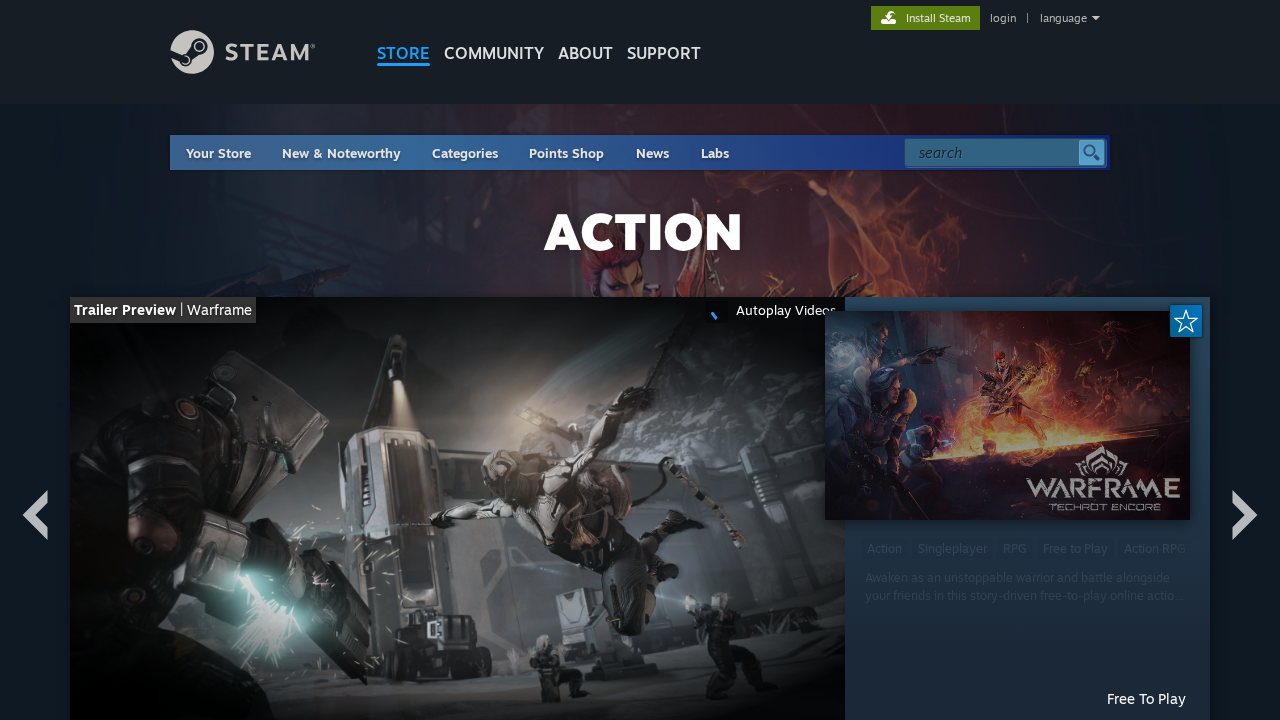 Install Steam
login | language
STEAM®
STORE COMMUNITY ABOUT SUPPORT
Your Store New & Noteworthy Categories Points Shop News Labs
search
ACTION
Trailer Preview | Warframe
Autoplay Videos
WARFRAME
TECHROT ENCORE
Action Singleplayer RPG Free to Play Action RPG
Awaken as an unstoppable warrior and battle alongside
your friends in this story-driven free-to-play online actio...
Free To Play